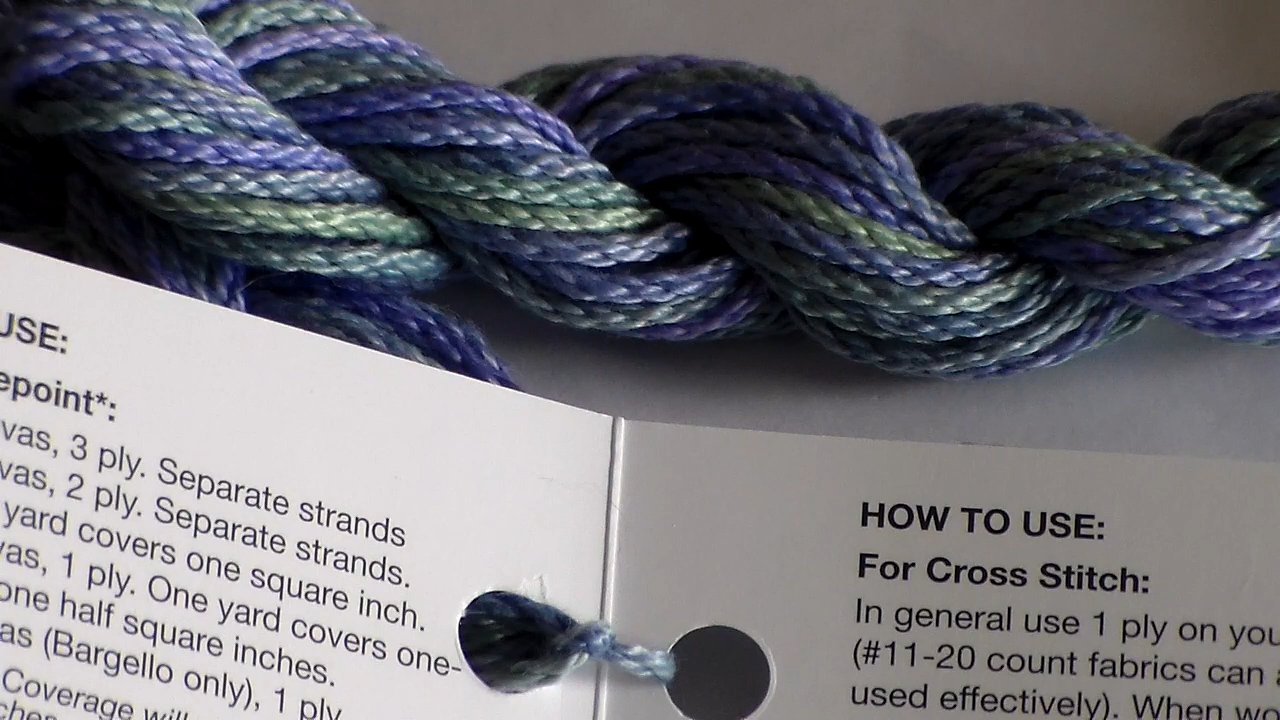 USE:
epoint*:
vas, 3 ply. Separate strands
vas, 2 ply. Separate strands.
yard covers one square inch.
vas, 1 ply. One yard covers one-
one half square inches.
as (Bargello only), 1 ply
Coverage will
HOW TO USE:
For Cross Stitch:
In general use 1 ply on you
(#11-20 count fabrics can a
used effectively). When wo